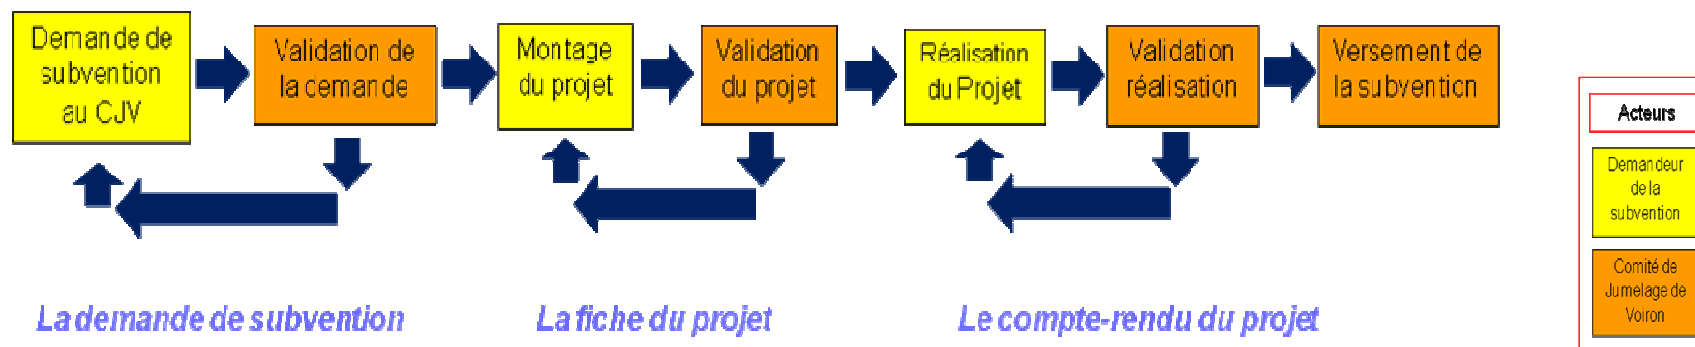 Demande de
subvention
au CJV
Validation de
la demande
Montage
du projet
Validation
du projet
Réalisation
du Projet
Validation
réalisation
Versement de
la subvention
Acteurs
Demandeur
de la
subvention
Comité de
Jumelage de
Voiron
La demande de subvention
La fiche du projet
Le compte-rendu du projet